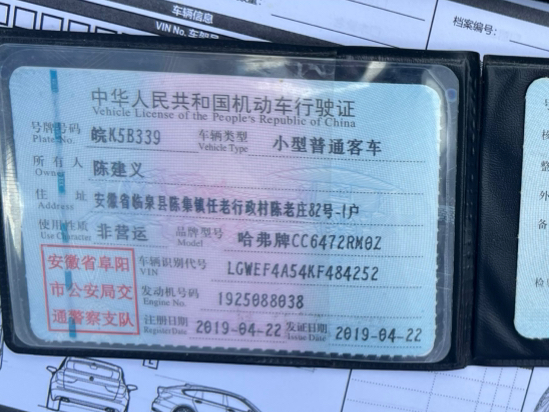 车辆信息
VIN No. 车架号
档案编号:
中华人民共和国机动车行驶证
Vehicle License of the People's Republic of China
号牌号码 皖K5B339 车辆类型 小型普通客车
Plate No. Vehicle Type
所有人 陈建义
Owner
住址 安徽省临泉县陈集镇任老行政村陈老庄82号-1户
Address
使用性质 非营运 品牌型号 哈弗牌CC6472RM0Z
Use Character Model
安徽省阜阳市公安局交通警察支队
车辆识别代号 LGWEF4A54KF484252
VIN
发动机号码 1925088038
Engine No.
注册日期 2019-04-22 发证日期 2019-04-22
Register Date Issue Date